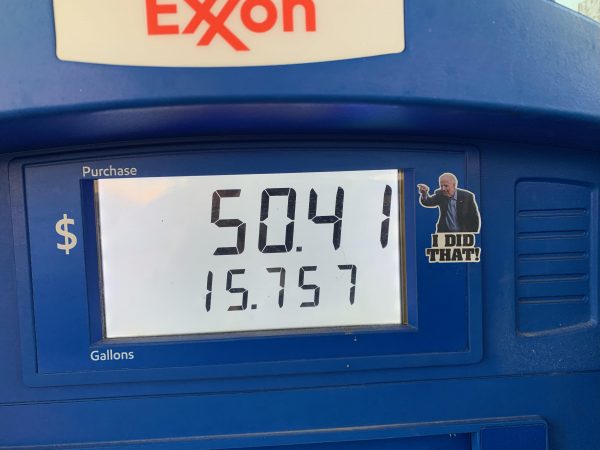 Exxon
Purchase
$ 50.41
15.757
Gallons
I DID
THAT!